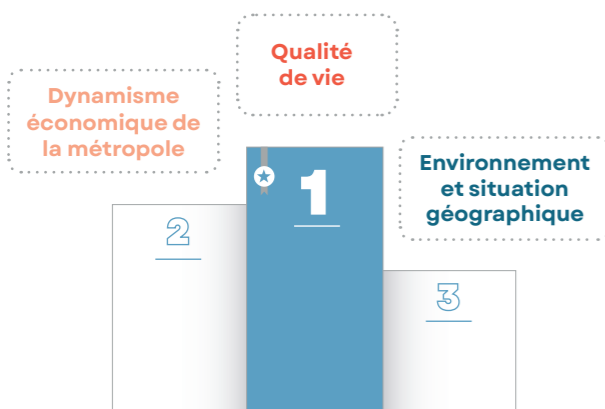 Qualité
de vie
Dynamisme
économique de
la métropole
Environnement
et situation
géographique
1
2
3